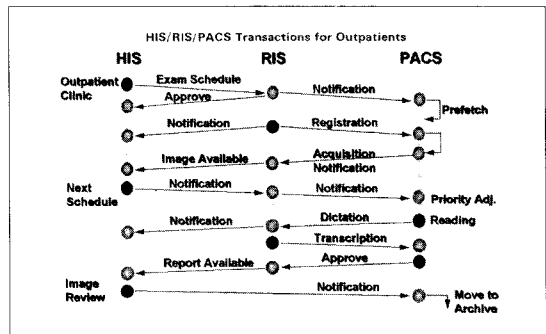 HIS/RIS/PACS Transactions for Outpatients
HIS RIS PACS
Outpatient Clinic
Exam Schedule
Approve
Notification
Prefetch
Notification
Registration
Image Available
Acquisition
Notification
Next Schedule
Notification
Notification
Priority Adj.
Notification
Dictation
Reading
Transcription
Report Available
Approve
Image Review
Notification
Move to Archive